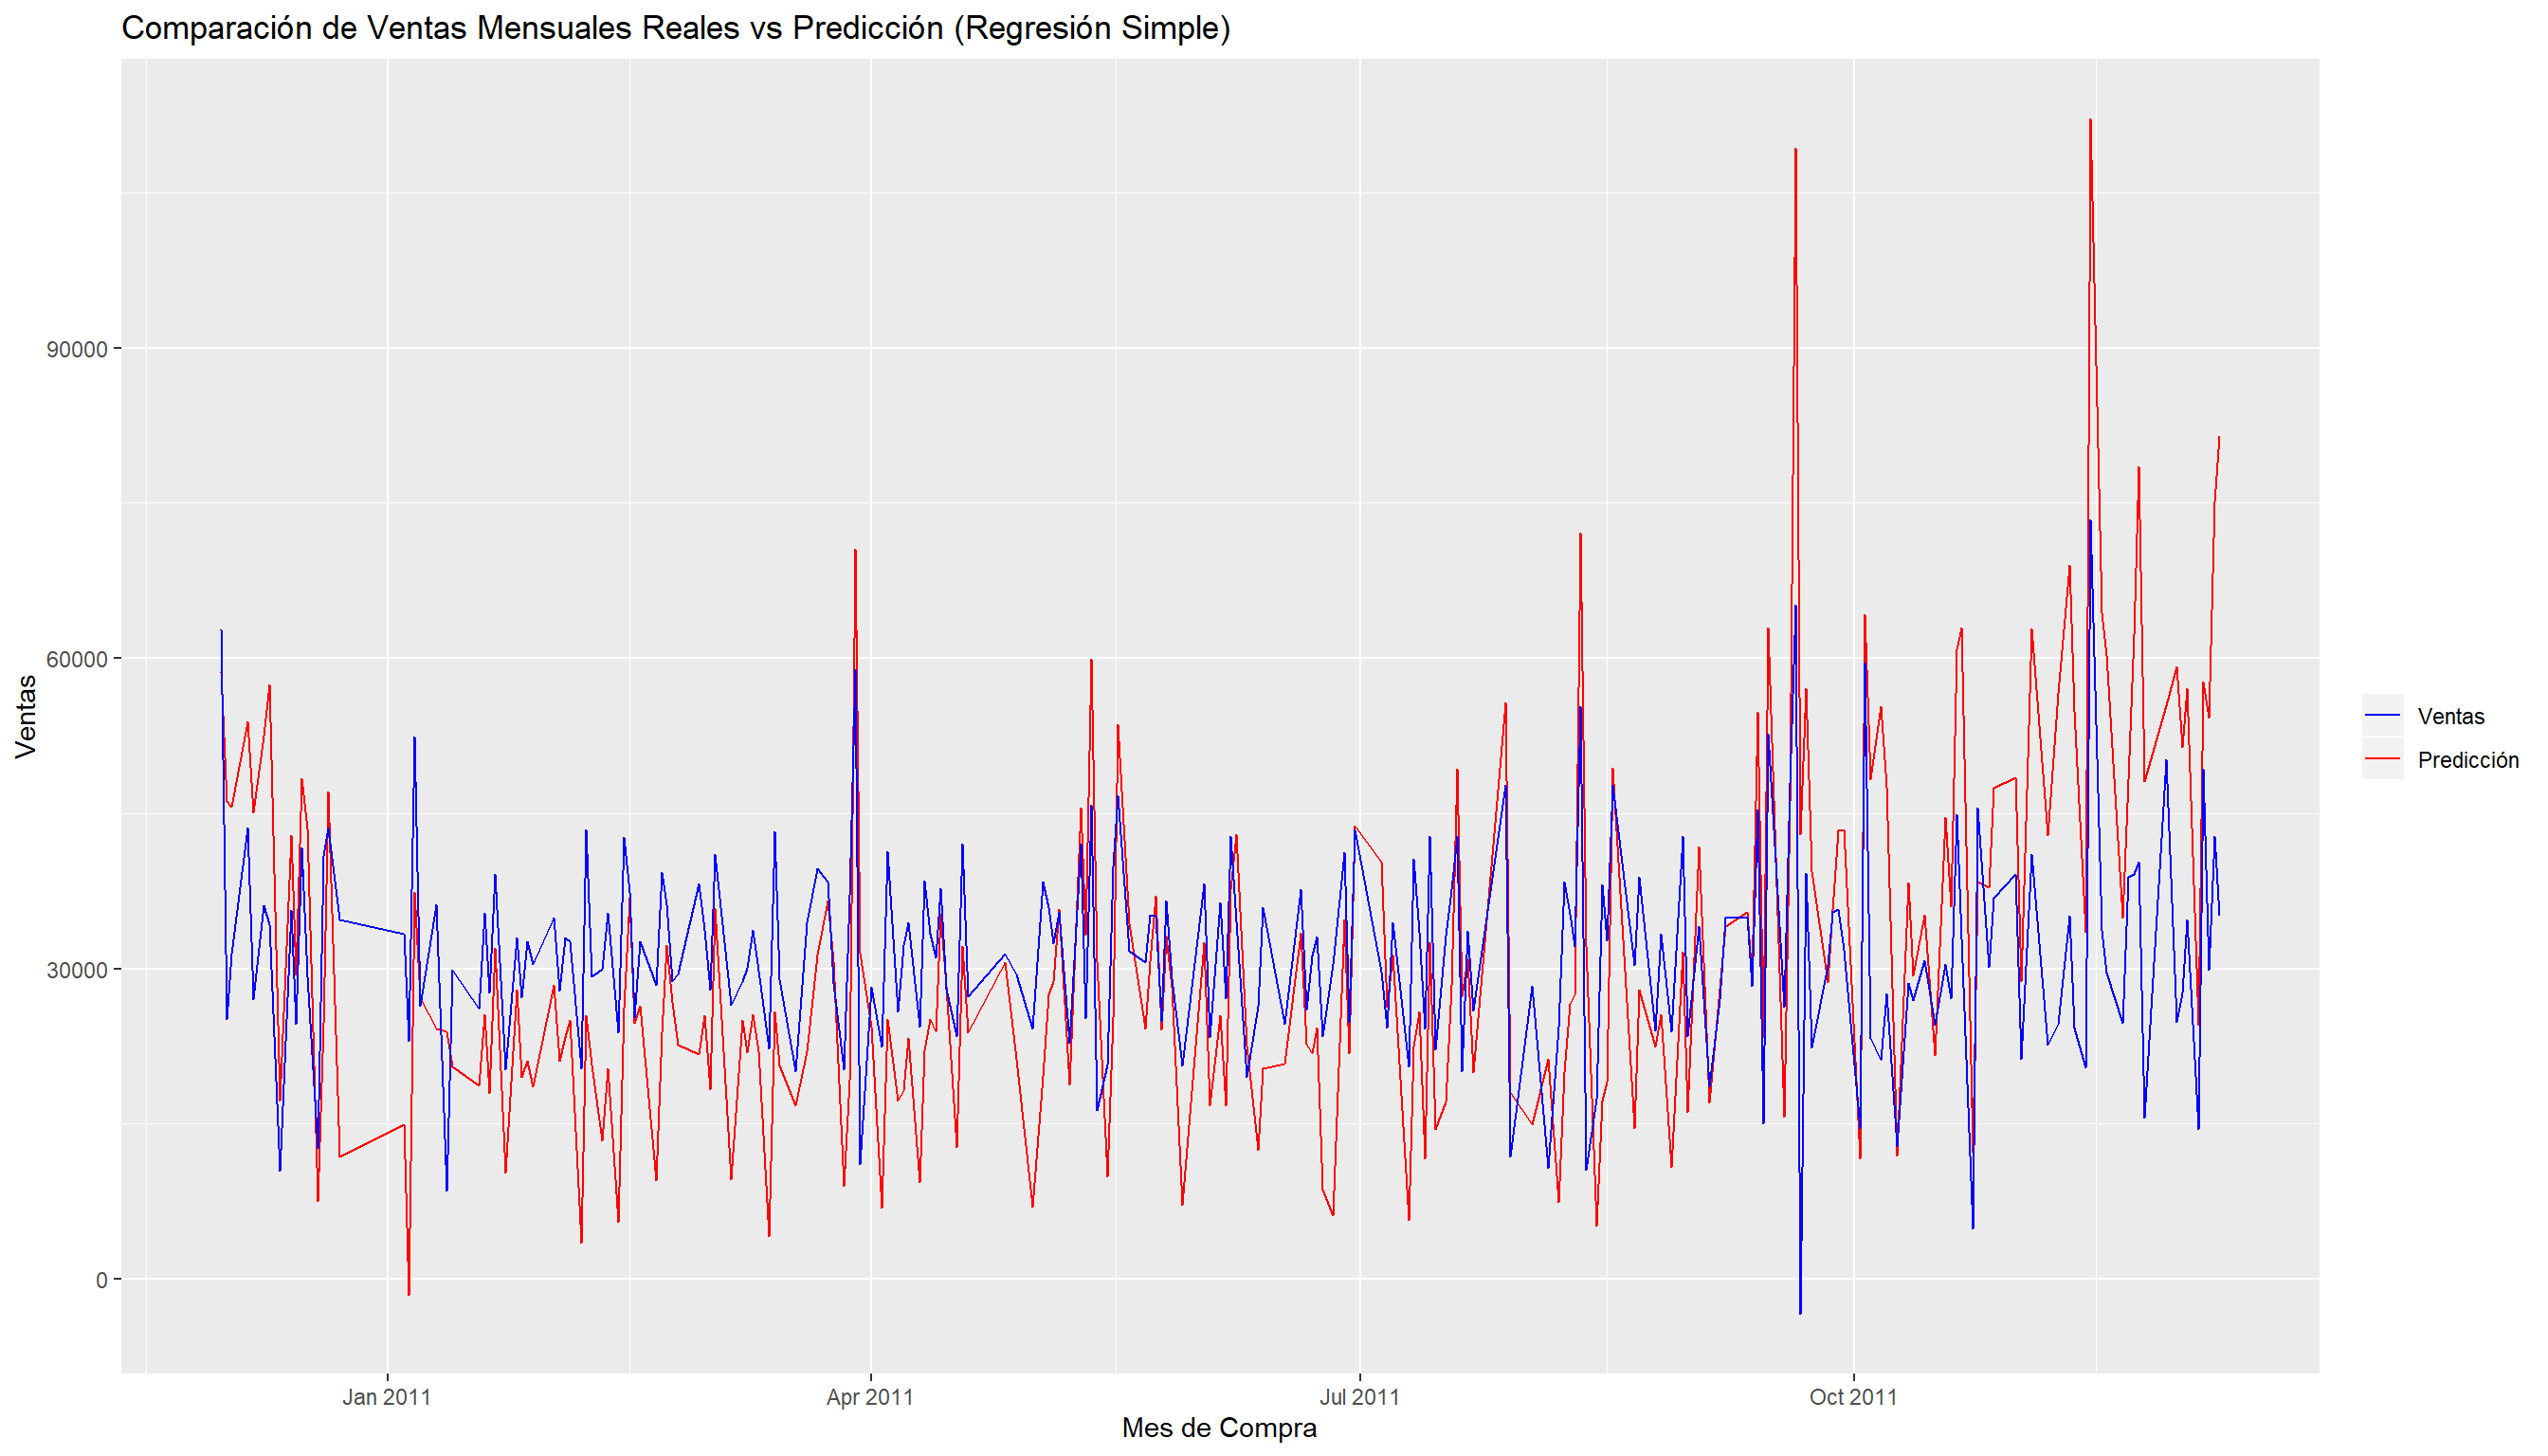 Comparación de Ventas Mensuales Reales vs Predicción (Regresión Simple)
90000
60000
30000
0
Ventas
Jan 2011
Apr 2011
Jul 2011
Oct 2011
Mes de Compra
Ventas
Predicción